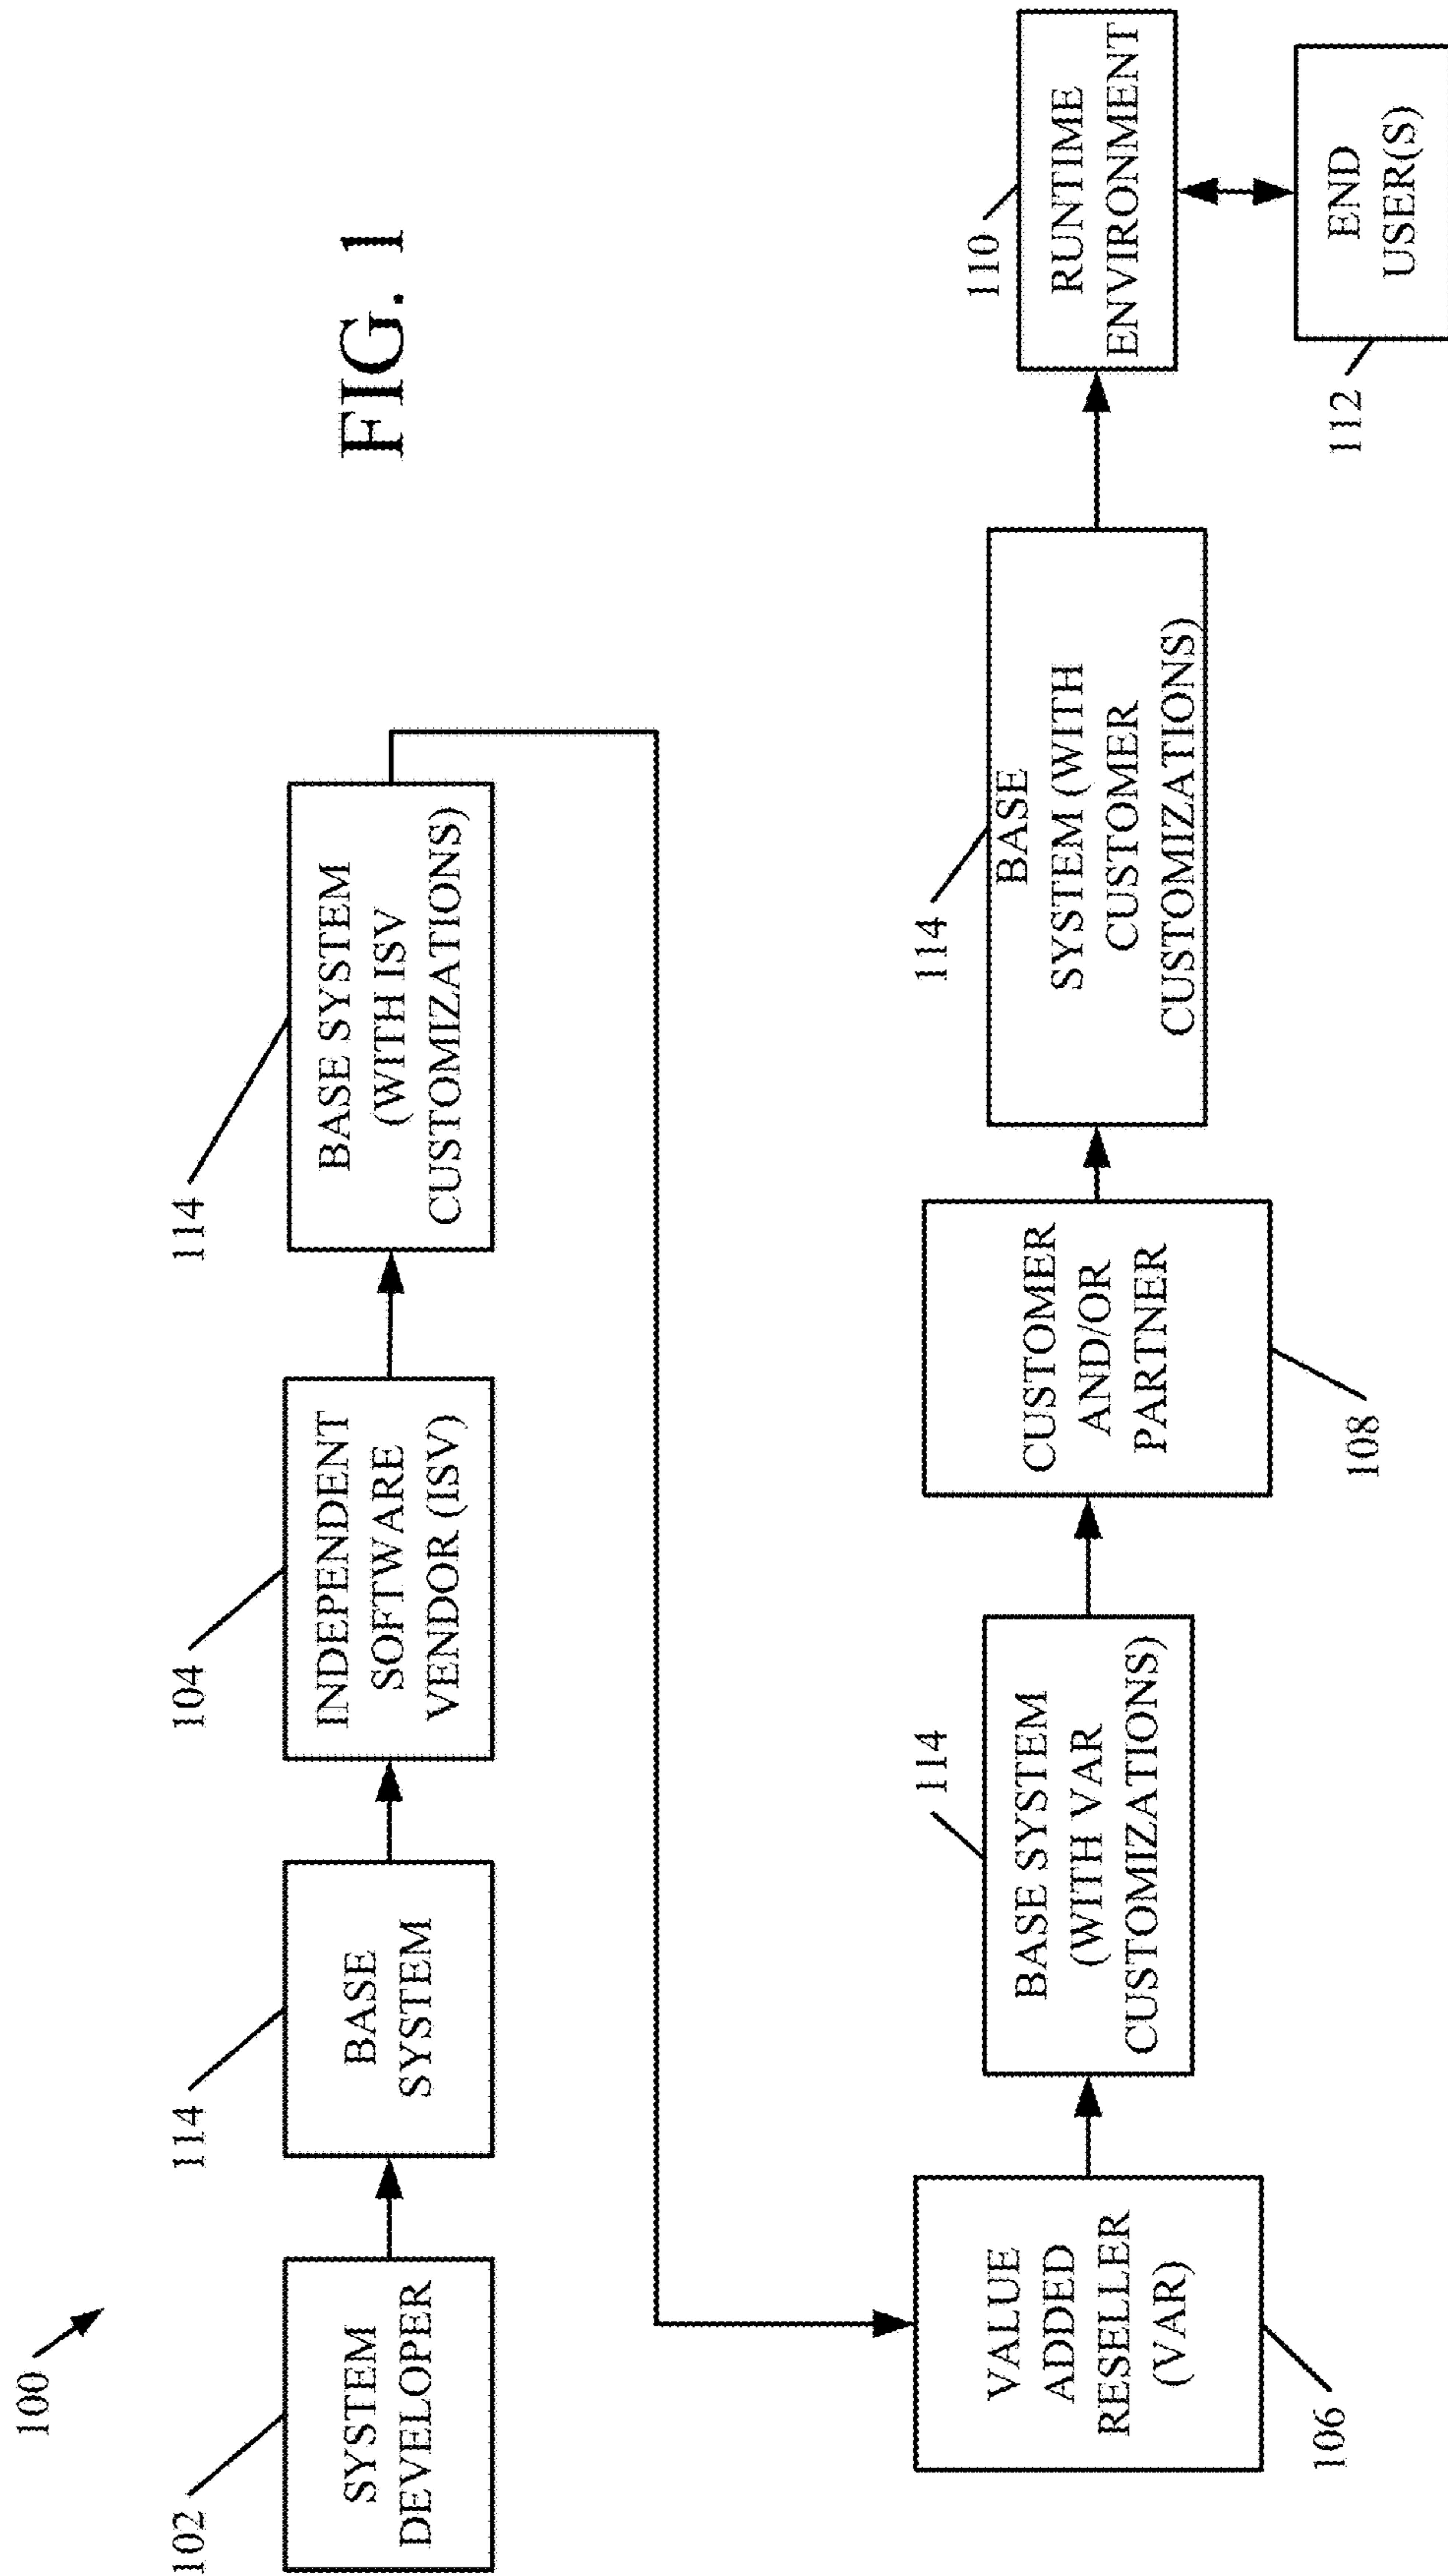 100
102
SYSTEM
DEVELOPER
114
BASE
SYSTEM
104
INDEPENDENT
SOFTWARE
VENDOR (ISV)
114
BASE SYSTEM
(WITH ISV
CUSTOMIZATIONS)
FIG. 1
106
VALUE
ADDED
RESELLER
(VAR)
114
BASE SYSTEM
(WITH VAR
CUSTOMIZATIONS)
108
CUSTOMER
AND/OR
PARTNER
114
BASE
SYSTEM (WITH
CUSTOMER
CUSTOMIZATIONS)
110
RUNTIME
ENVIRONMENT
112
END
USER(S)